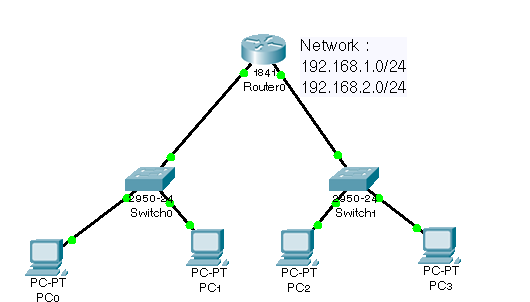 Network :
192.168.1.0/24
192.168.2.0/24
1841
Router0
2950-24
Switch0
2950-24
Switch1
PC-PT
PC0
PC-PT
PC1
PC-PT
PC2
PC-PT
PC3